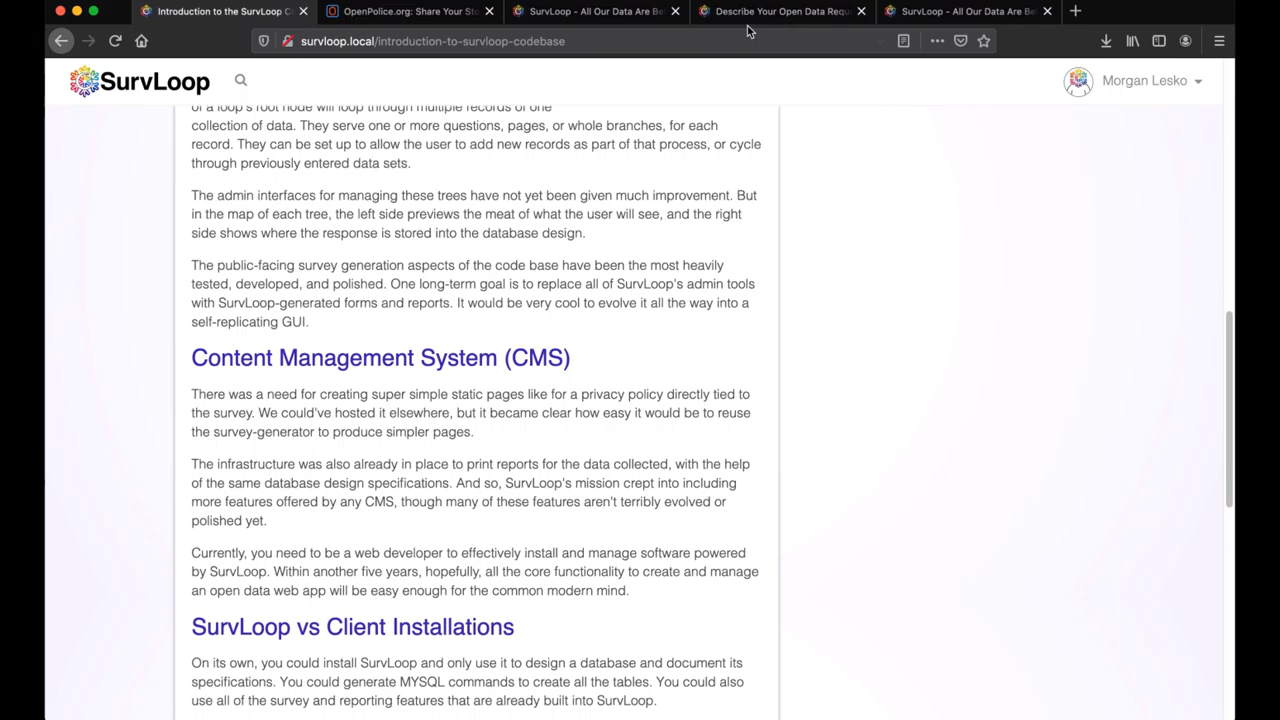 Introduction to the SurvLoop C
OpenPolice.org: Share Your Sto
SurvLoop - All Our Data Are Be
Describe Your Open Data Requ
SurvLoop - All Our Data Are Be
survloop.local/introduction-to-survloop-codebase
SurvLoop
Morgan Lesko
of a loop's root node will loop through multiple records of one
collection of data. They serve one or more questions, pages, or whole branches, for each
record. They can be set up to allow the user to add new records as part of that process, or cycle
through previously entered data sets.
The admin interfaces for managing these trees have not yet been given much improvement. But
in the map of each tree, the left side previews the meat of what the user will see, and the right
side shows where the response is stored into the database design.
The public-facing survey generation aspects of the code base have been the most heavily
tested, developed, and polished. One long-term goal is to replace all of SurvLoop's admin tools
with SurvLoop-generated forms and reports. It would be very cool to evolve it all the way into a
self-replicating GUI.
Content Management System (CMS)
There was a need for creating super simple static pages like for a privacy policy directly tied to
the survey. We could've hosted it elsewhere, but it became clear how easy it would be to reuse
the survey-generator to produce simpler pages.
The infrastructure was also already in place to print reports for the data collected, with the help
of the same database design specifications. And so, SurvLoop's mission crept into including
more features offered by any CMS, though many of these features aren't terribly evolved or
polished yet.
Currently, you need to be a web developer to effectively install and manage software powered
by SurvLoop. Within another five years, hopefully, all the core functionality to create and manage
an open data web app will be easy enough for the common modern mind.
SurvLoop vs Client Installations
On its own, you could install SurvLoop and only use it to design a database and document its
specifications. You could generate MYSQL commands to create all the tables. You could also
use all of the survey and reporting features that are already built into SurvLoop.